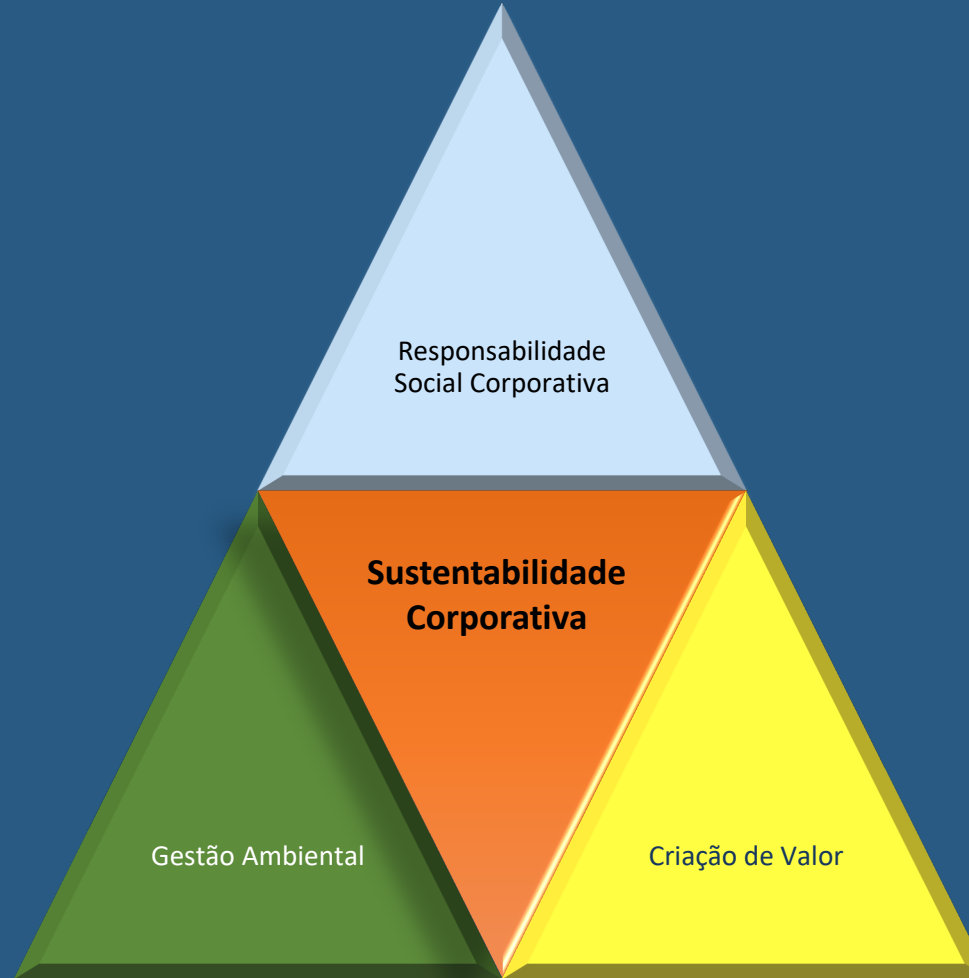 Responsabilidade
Social Corporativa
Sustentabilidade
Corporativa
Gestão Ambiental
Criação de Valor